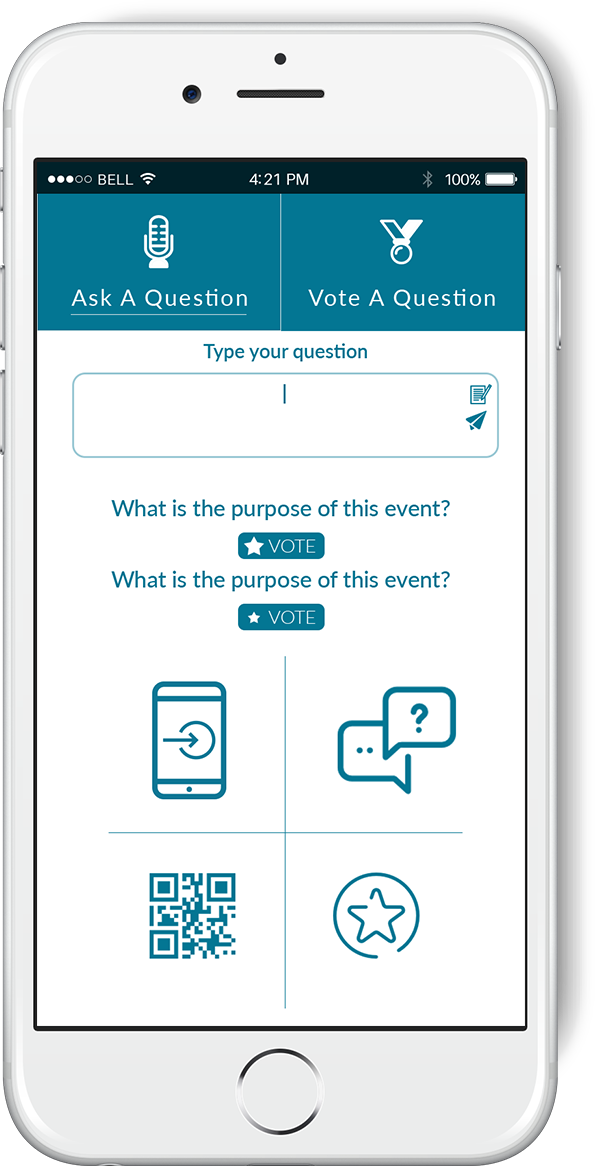 BELL 4:21 PM 100%
Ask A Question Vote A Question
Type your question
What is the purpose of this event?
VOTE
What is the purpose of this event?
VOTE
?